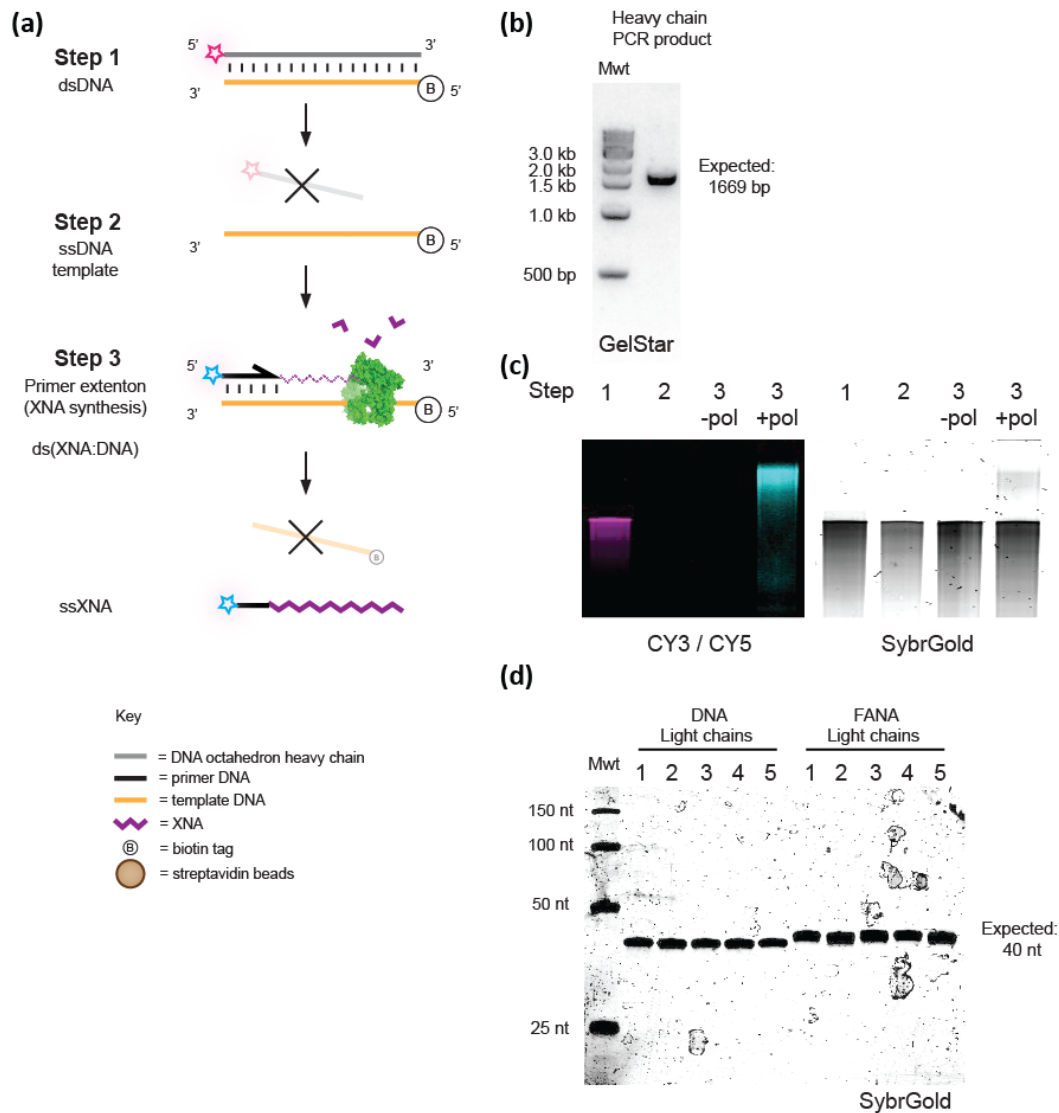 (a)
5'
3'
Step 1
dsDNA
3'
B
5'
Step 2
ssDNA
template
3'
B
5'
Step 3
Primer extenton
(XNA synthesis)
ds(XNA:DNA)
5'
3'
3'
B
5'
B
ssXNA
Key
= DNA octahedron heavy chain
= primer DNA
= template DNA
= XNA
B = biotin tag
= streptavidin beads
(b)
Heavy chain
PCR product
Mwt
3.0 kb
2.0 kb
1.5 kb
1.0 kb
500 bp
Expected:
1669 bp
GelStar
(c)
Step 1 2 3 3 1 2 3 3
-pol +pol -pol +pol
CY3 / CY5 SybrGold
(d)
DNA FANA
Light chains Light chains
Mwt 1 2 3 4 5 1 2 3 4 5
150 nt
100 nt
50 nt
25 nt
Expected:
40 nt
SybrGold